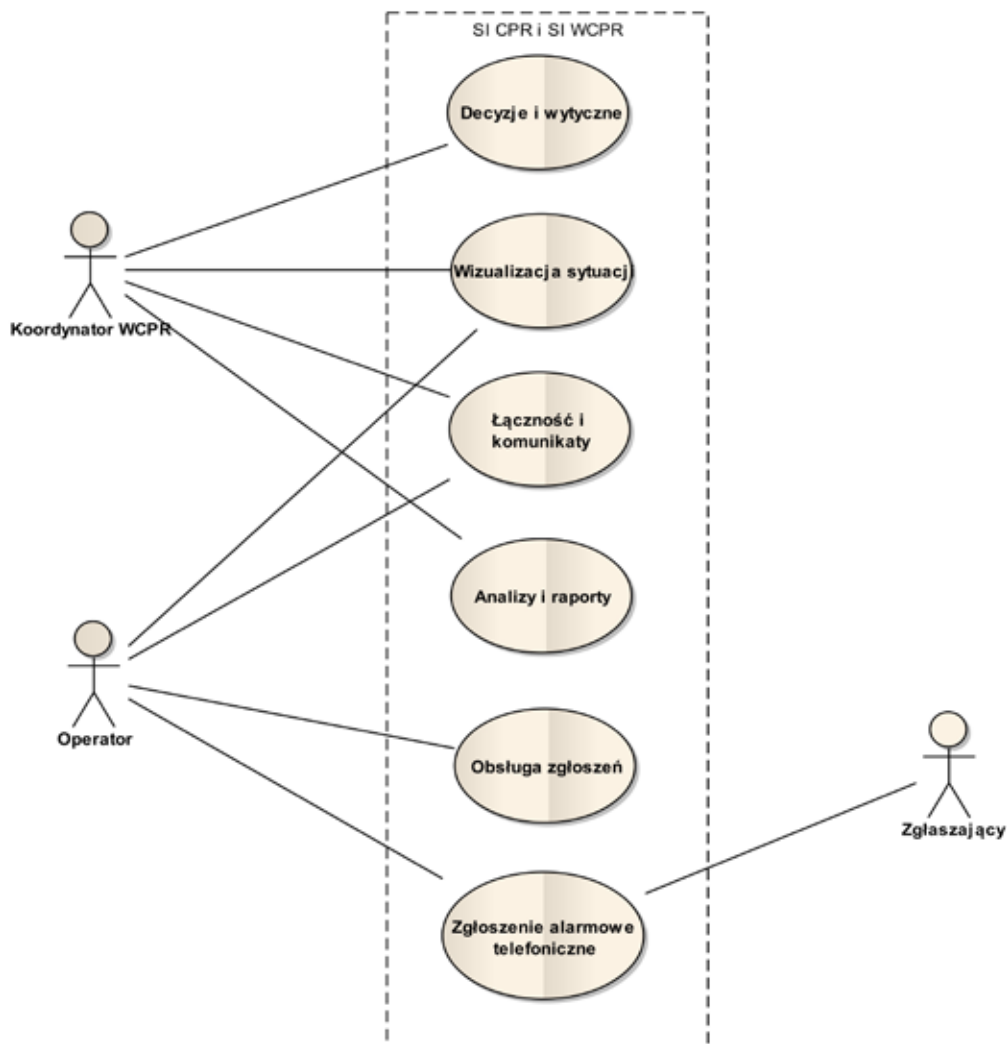 SI CPR i SI WCPR
Decyzje i wytyczne
Wizualizacja sytuacji
Koordynator WCPR
Łączność i
komunikaty
Analizy i raporty
Operator
Obsługa zgłoszeń
Zgłaszający
Zgłoszenie alarmowe
telefoniczne